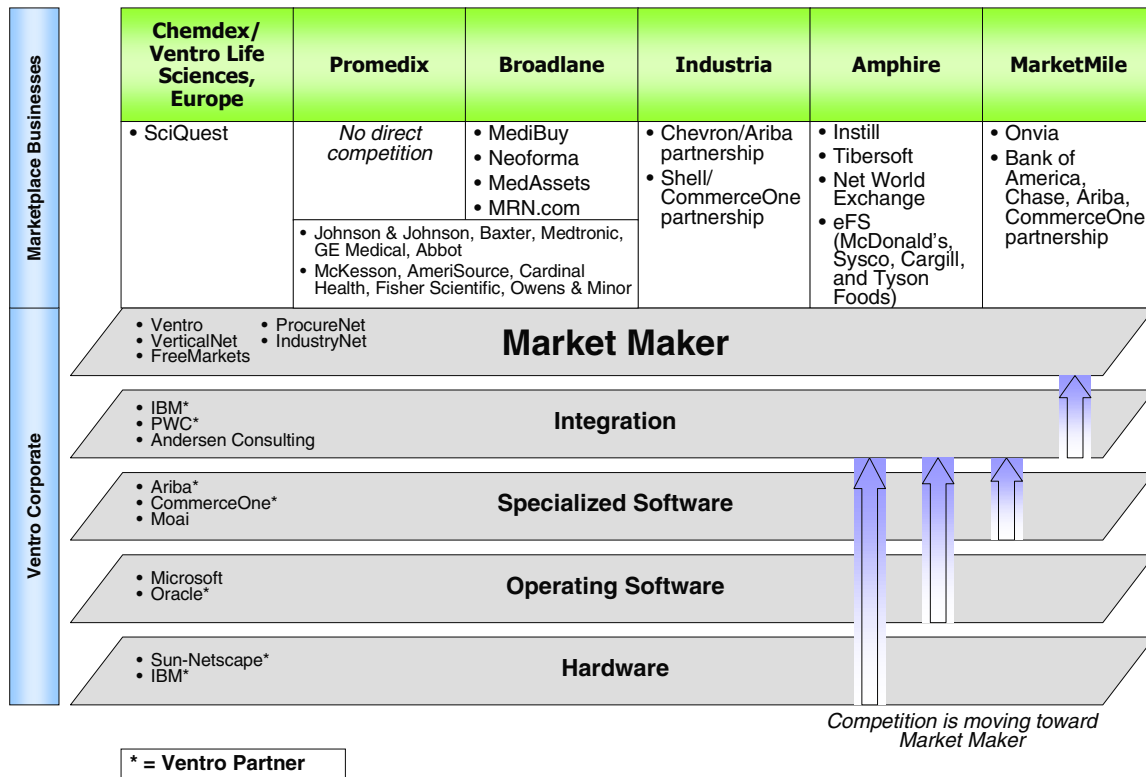 Marketplace Businesses
Chemdex/
Ventro Life
Sciences,
Europe
Promedix
Broadlane
Industria
Amphire
MarketMile
• SciQuest
No direct
competition
• MediBuy
• Neoforma
• MedAssets
• MRN.com
• Johnson & Johnson, Baxter, Medtronic,
GE Medical, Abbot
• McKesson, AmeriSource, Cardinal
Health, Fisher Scientific, Owens & Minor
• Chevron/Ariba
partnership
• Shell/
CommerceOne
partnership
• Instill
• Tibersoft
• Net World
Exchange
• eFS
(McDonald's,
Sysco, Cargill,
and Tyson
Foods)
• Onvia
• Bank of
America,
Chase, Ariba,
CommerceOne
partnership
Ventro Corporate
• Ventro
• VerticalNet
• FreeMarkets
• ProcureNet
• IndustryNet
Market Maker
• IBM*
• PWC*
• Andersen Consulting
Integration
• Ariba*
• CommerceOne*
• Moai
Specialized Software
• Microsoft
• Oracle*
Operating Software
• Sun-Netscape*
• IBM*
Hardware
Competition is moving toward
Market Maker
* = Ventro Partner